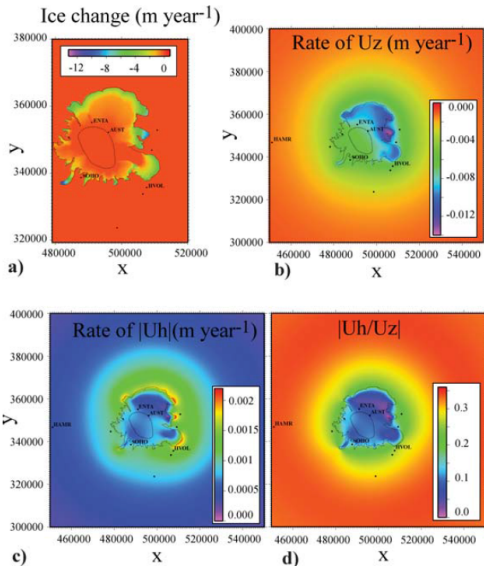 Ice change (m year-1)
-12 -8 -4 0
380000
360000
340000
320000
y
ENTA
AUST
SOHO
HVOL
480000 500000 520000
x
a)
Rate of Uz (m year-1)
400000
380000
360000
340000
320000
300000
y
HAMR
ENTA
AUST
SOHO
HVOL
0.000
-0.004
-0.008
-0.012
460000 480000 500000 520000 540000
x
b)
Rate of |Uh|(m year-1)
400000
380000
360000
340000
320000
300000
y
HAMR
ENTA
AUST
SOHO
HVOL
0.002
0.0015
0.001
0.0005
0.000
460000 480000 500000 520000 540000
x
c)
|Uh/Uz|
HAMR
ENTA
AUST
SOHO
HVOL
0.3
0.2
0.1
0.0
460000 480000 500000 520000 540000
x
d)